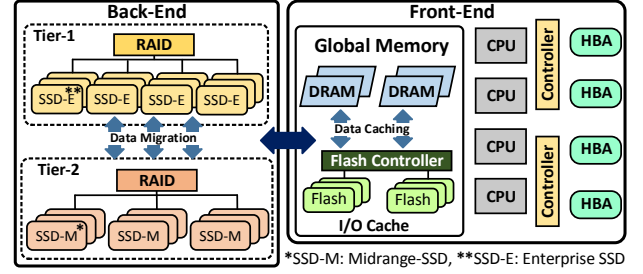 Back-End
Tier-1
RAID
SSD-E**
SSD-E
SSD-E
SSD-E
Data Migration
Tier-2
RAID
SSD-M*
SSD-M
SSD-M
Front-End
Global Memory
DRAM
DRAM
Data Caching
Flash Controller
Flash
Flash
I/O Cache
CPU
CPU
CPU
CPU
Controller
Controller
HBA
HBA
HBA
HBA
*SSD-M: Midrange-SSD, **SSD-E: Enterprise SSD